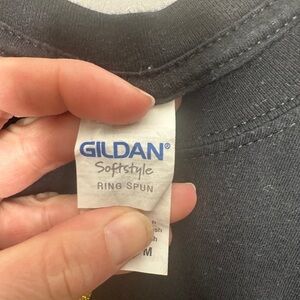 GILDAN®
Softstyle
RING SPUN
M